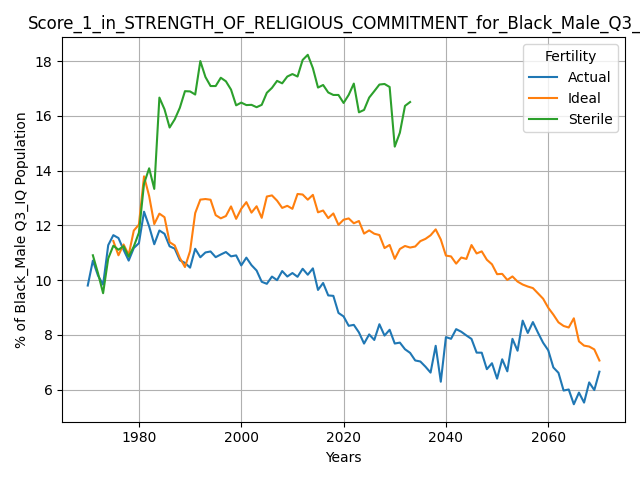 Score_1_in_STRENGTH_OF_RELIGIOUS_COMMITMENT_for_Black_Male_Q3_
Fertility
Actual
Ideal
Sterile
% of Black_Male Q3_IQ Population
18
16
14
12
10
8
6
1980
2000
2020
2040
2060
Years